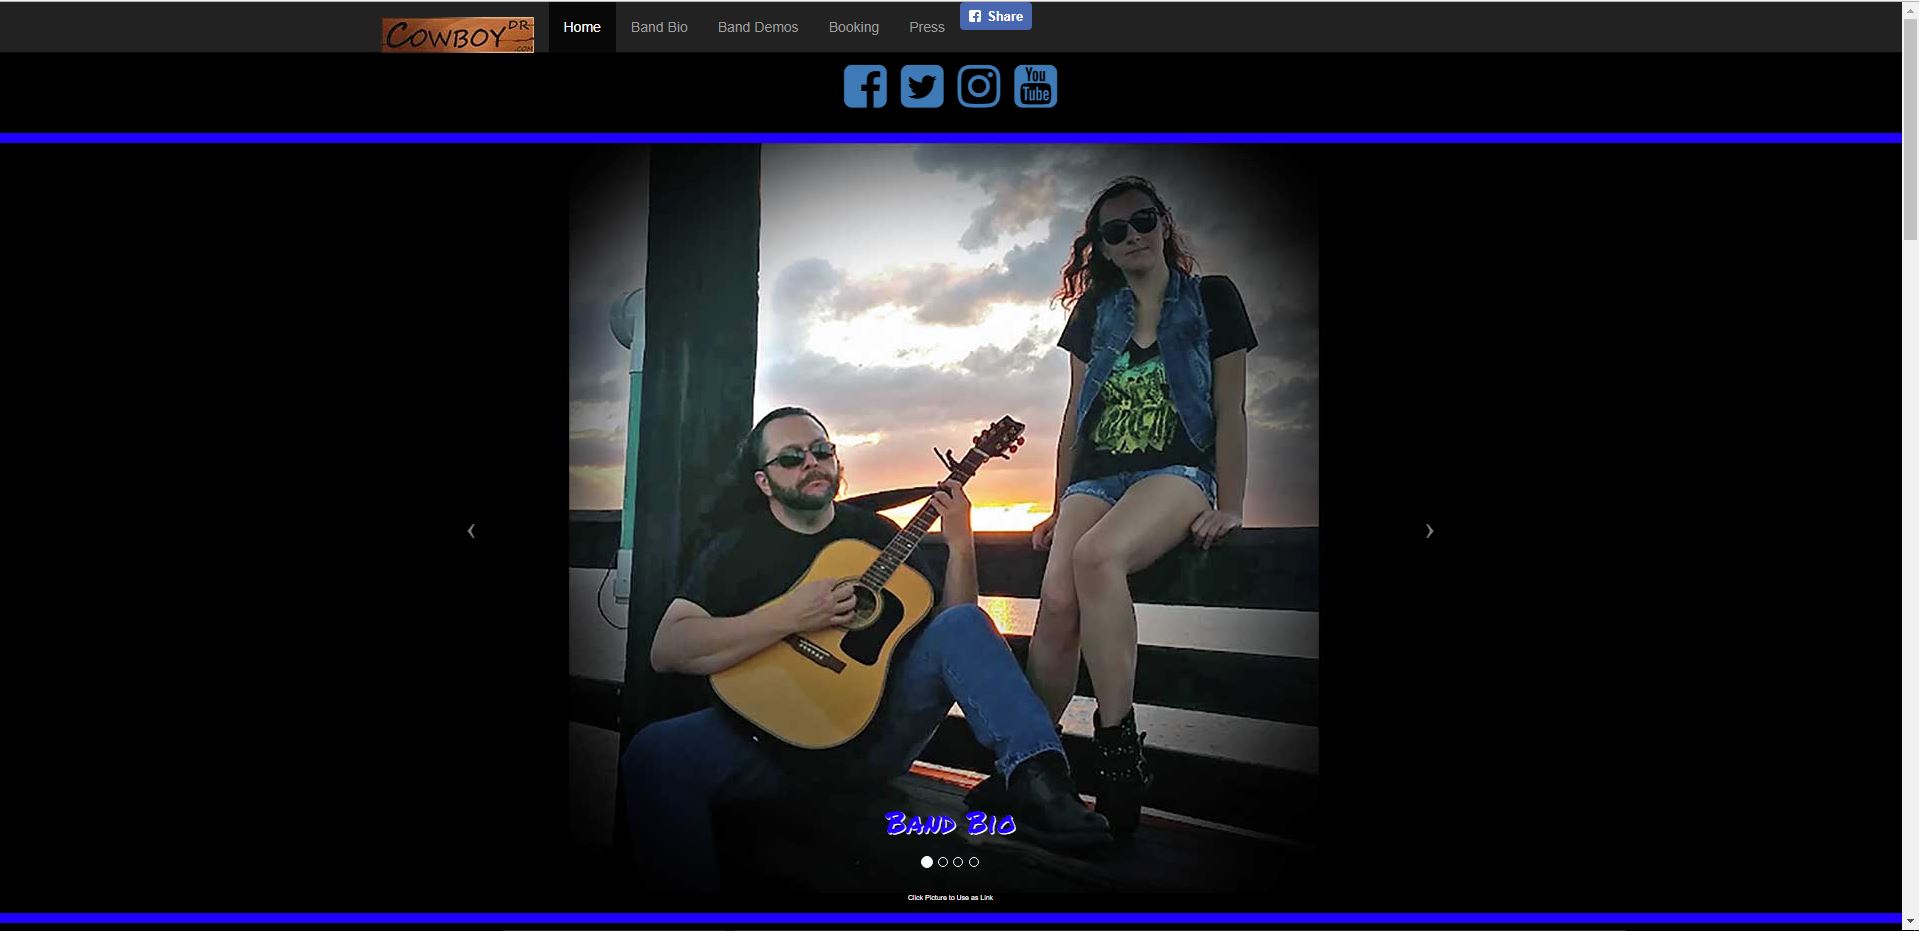 Cowboy DR .com
Home Band Bio Band Demos Booking Press Share
You Tube
Band Bio
Click Picture to Use as Link